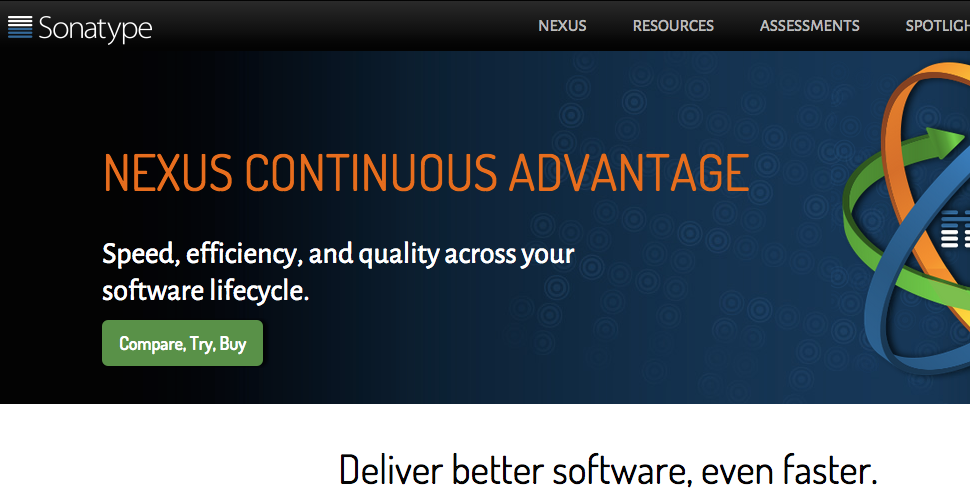 Sonatype
NEXUS RESOURCES ASSESSMENTS
NEXUS CONTINUOUS ADVANTAGE
Speed, efficiency, and quality across your
software lifecycle.
Compare, Try, Buy
Deliver better software, even faster.